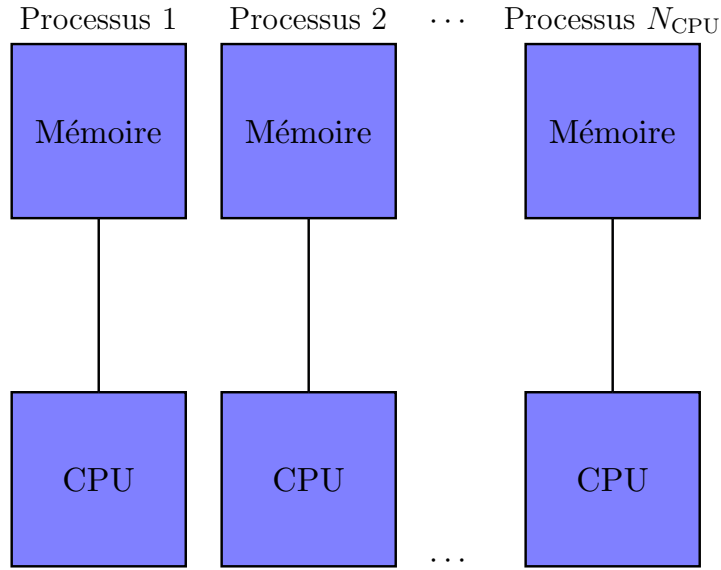 Processus 1 Processus 2 ⋯ Processus N_CPU
Mémoire Mémoire Mémoire
CPU CPU CPU
⋯